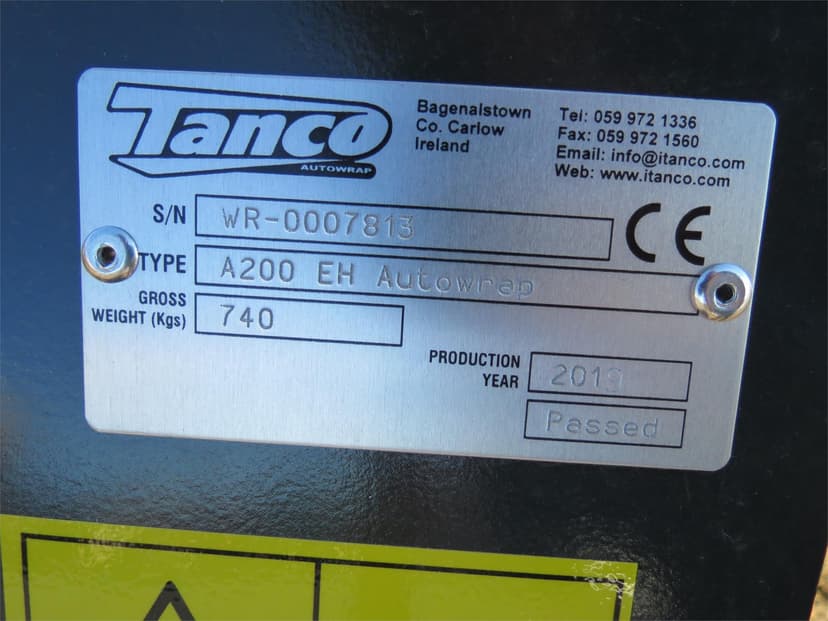 Tanco
AUTOWRAP
Bagenalstown
Co. Carlow
Ireland
Tel: 059 972 1336
Fax: 059 972 1560
Email: info@itanco.com
Web: www.itanco.com
S/N WR-0007813
CE
TYPE A200 EH Autowrap
GROSS
WEIGHT (Kgs) 740
PRODUCTION
YEAR 2019
Passed